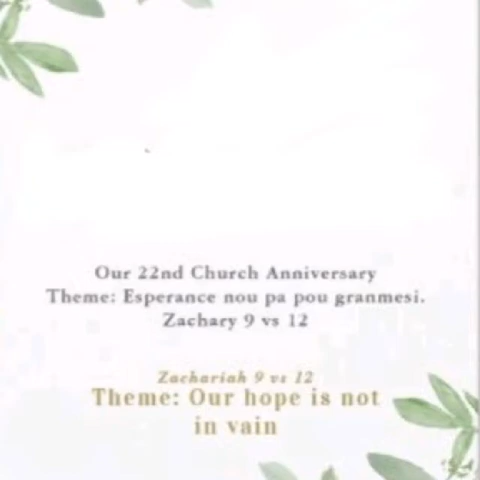 Our 22nd Church Anniversary
Theme: Esperance nou pa pou granmesi.
Zachary 9 vs 12
Zachariah 9 vs 12
Theme: Our hope is not
in vain